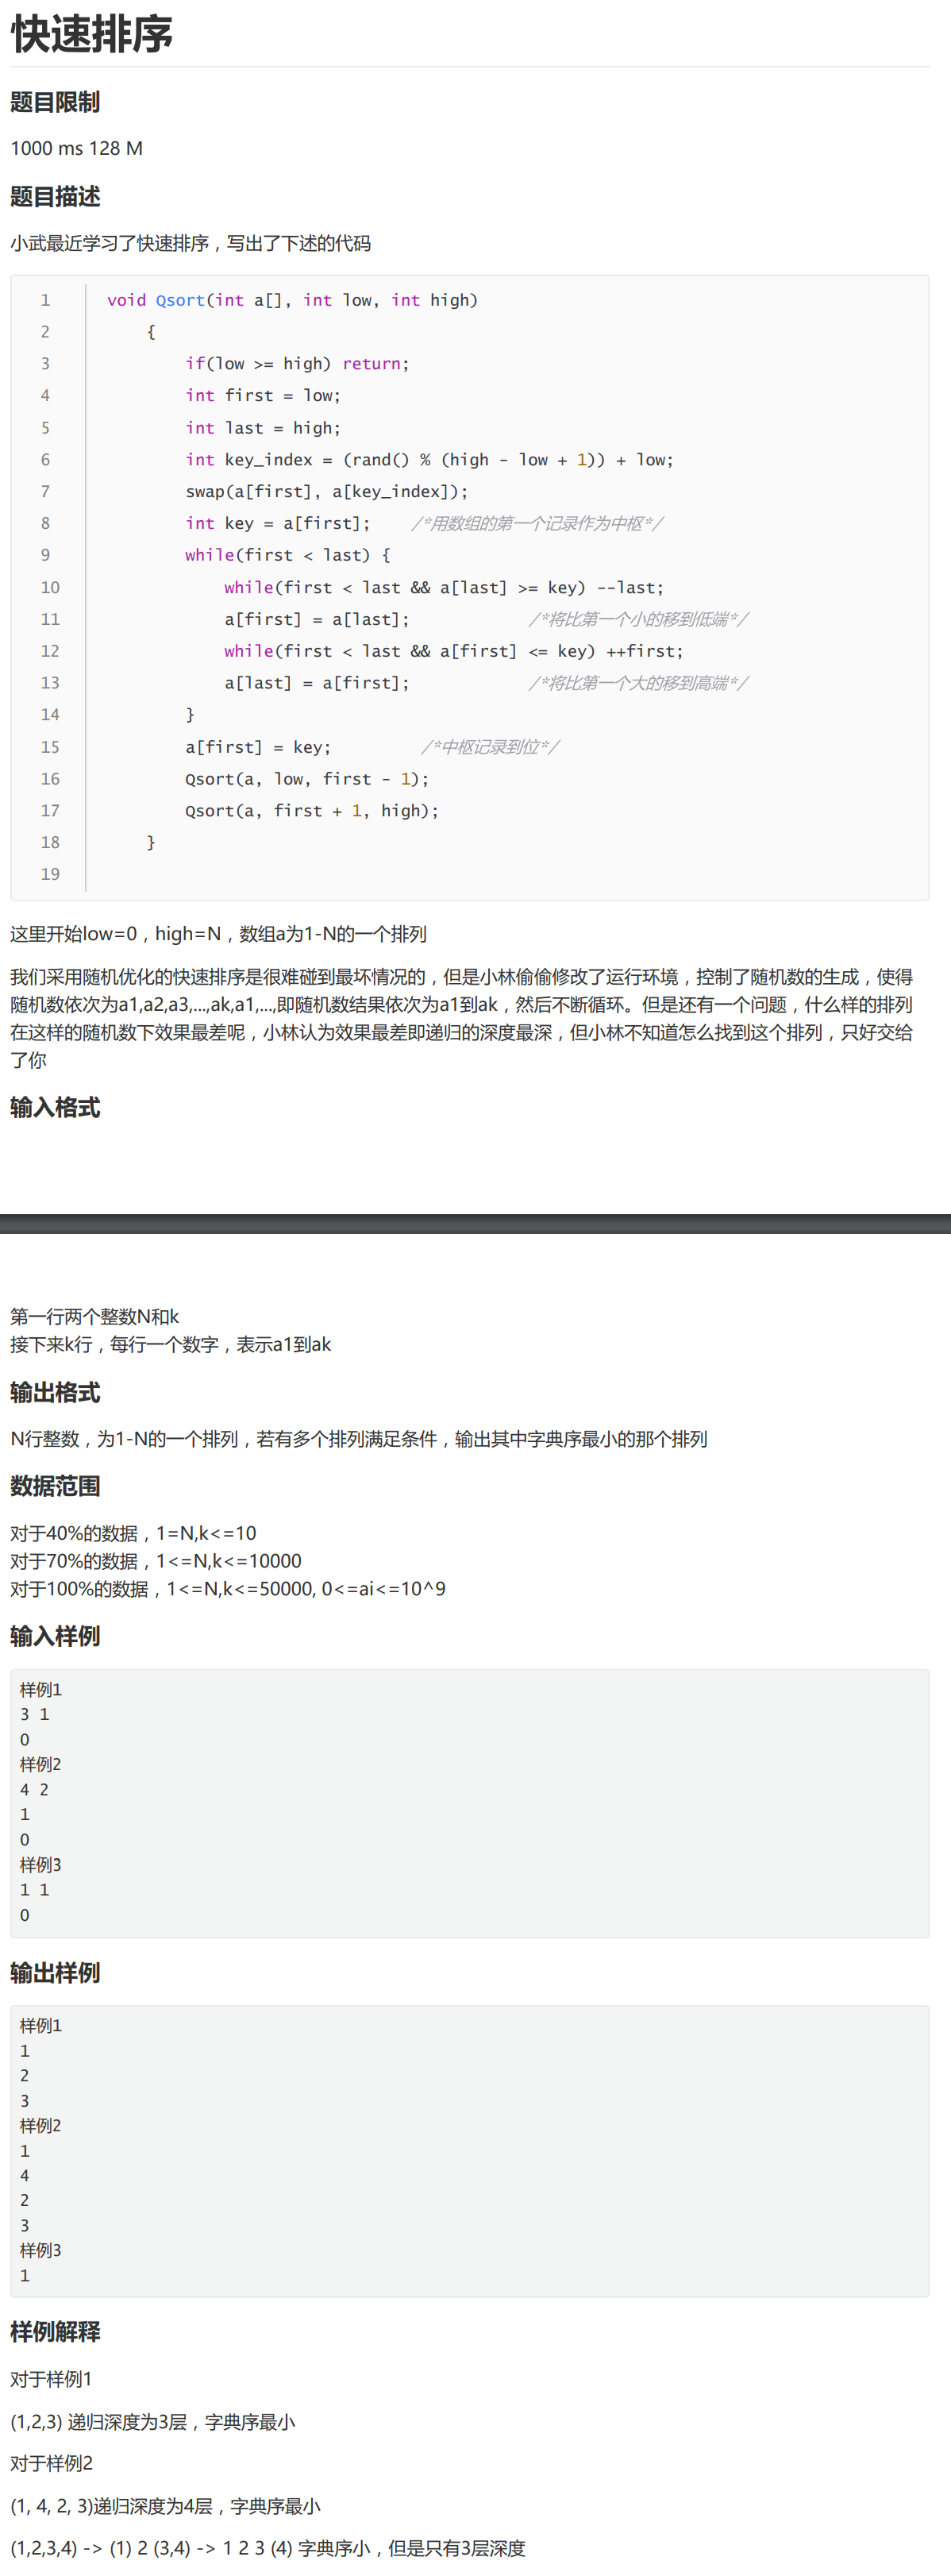 快速排序
题目限制
1000 ms 128 M
题目描述
小武最近学习了快速排序，写出了下述的代码
1 void Qsort(int a[], int low, int high)
2 {
3 if(low >= high) return;
4 int first = low;
5 int last = high;
6 int key_index = (rand() % (high - low + 1)) + low;
7 swap(a[first], a[key_index]);
8 int key = a[first]; /*用数组的第一个记录作为中枢*/
9 while(first < last) {
10 while(first < last && a[last] >= key) --last;
11 a[first] = a[last]; /*将比第一个小的移到低端*/
12 while(first < last && a[first] <= key) ++first;
13 a[last] = a[first]; /*将比第一个大的移到高端*/
14 }
15 a[first] = key; /*中枢记录到位*/
16 Qsort(a, low, first - 1);
17 Qsort(a, first + 1, high);
18 }
19
这里开始low=0，high=N，数组a为1-N的一个排列
我们采用随机优化的快速排序是很难碰到最坏情况的，但是小林偷偷修改了运行环境，控制了随机数的生成，使得
随机数依次为a1,a2,a3,...,ak,a1,...,即随机数结果依次为a1到ak，然后不断循环。但是还有一个问题，什么样的排列
在这样的随机数下效果最差呢，小林认为效果最差即递归的深度最深，但小林不知道怎么找到这个排列，只好交给
了你
输入格式
第一行两个整数N和k
接下来k行，每行一个数字，表示a1到ak
输出格式
N行整数，为1-N的一个排列，若有多个排列满足条件，输出其中字典序最小的那个排列
数据范围
对于40%的数据，1=N,k<=10
对于70%的数据，1<=N,k<=10000
对于100%的数据，1<=N,k<=50000, 0<=ai<=10^9
输入样例
样例1
3 1
0
样例2
4 2
1
0
样例3
1 1
0
输出样例
样例1
1
2
3
样例2
1
4
2
3
样例3
1
样例解释
对于样例1
(1,2,3) 递归深度为3层，字典序最小
对于样例2
(1, 4, 2, 3)递归深度为4层，字典序最小
(1,2,3,4) -> (1) 2 (3,4) -> 1 2 3 (4) 字典序小，但是只有3层深度